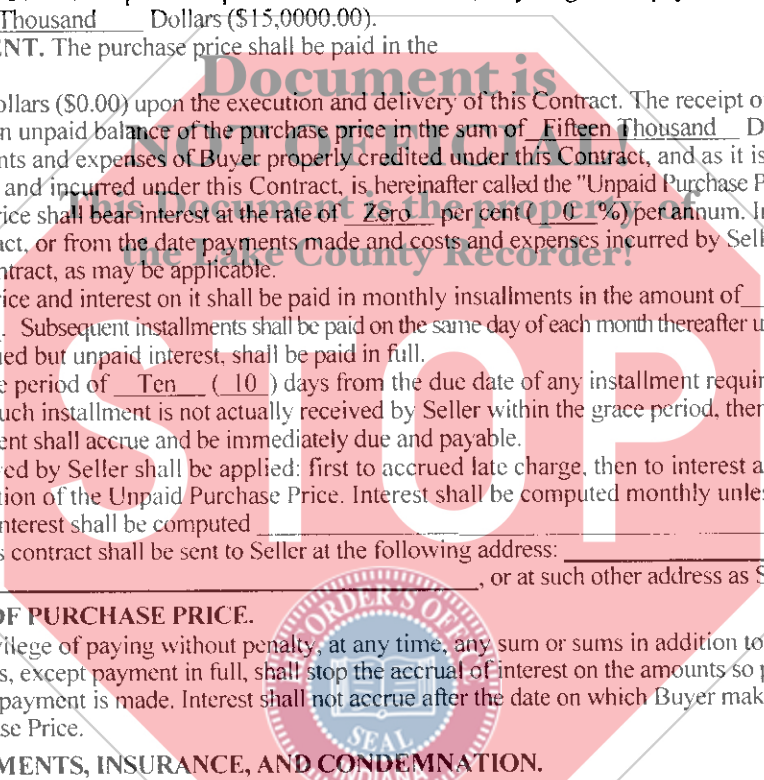 Thousand Dollars ($15,0000.00).
ENT. The purchase price shall be paid in the
Document is
ollars ($0.00) upon the execution and delivery of this Contract. The receipt o
n unpaid balance of the purchase price in the sum of Fifteen Thousand D
NOT OFFICIAL!
nts and expenses of Buyer properly credited under this Contract, and as it is
and incurred under this Contract, is hereinafter called the "Unpaid Purchase P
This Document is the property of
rice shall bear interest at the rate of Zero per cent ( 0 %) per annum. In
act, or from the date payments made and costs and expenses incurred by Sell
the Lake County Recorder!
ntract, as may be applicable.
rice and interest on it shall be paid in monthly installments in the amount of
. Subsequent installments shall be paid on the same day of each month thereafter u
ued but unpaid interest, shall be paid in full.
e period of Ten ( 10 ) days from the due date of any installment requir
uch installment is not actually received by Seller within the grace period, then
ent shall accrue and be immediately due and payable.
STOP
ved by Seller shall be applied: first to accrued late charge, then to interest a
tion of the Unpaid Purchase Price. Interest shall be computed monthly unles
nterest shall be computed
s contract shall be sent to Seller at the following address:
, or at such other address as S
OF PURCHASE PRICE.
vilege of paying without penalty, at any time, any sum or sums in addition to
s, except payment in full, shall stop the accrual of interest on the amounts so p
payment is made. Interest shall not accrue after the date on which Buyer mak
se Price.
RECORDER'S OFFICE
SEAL
INDIANA
MENTS, INSURANCE, AND CONDEMNATION.